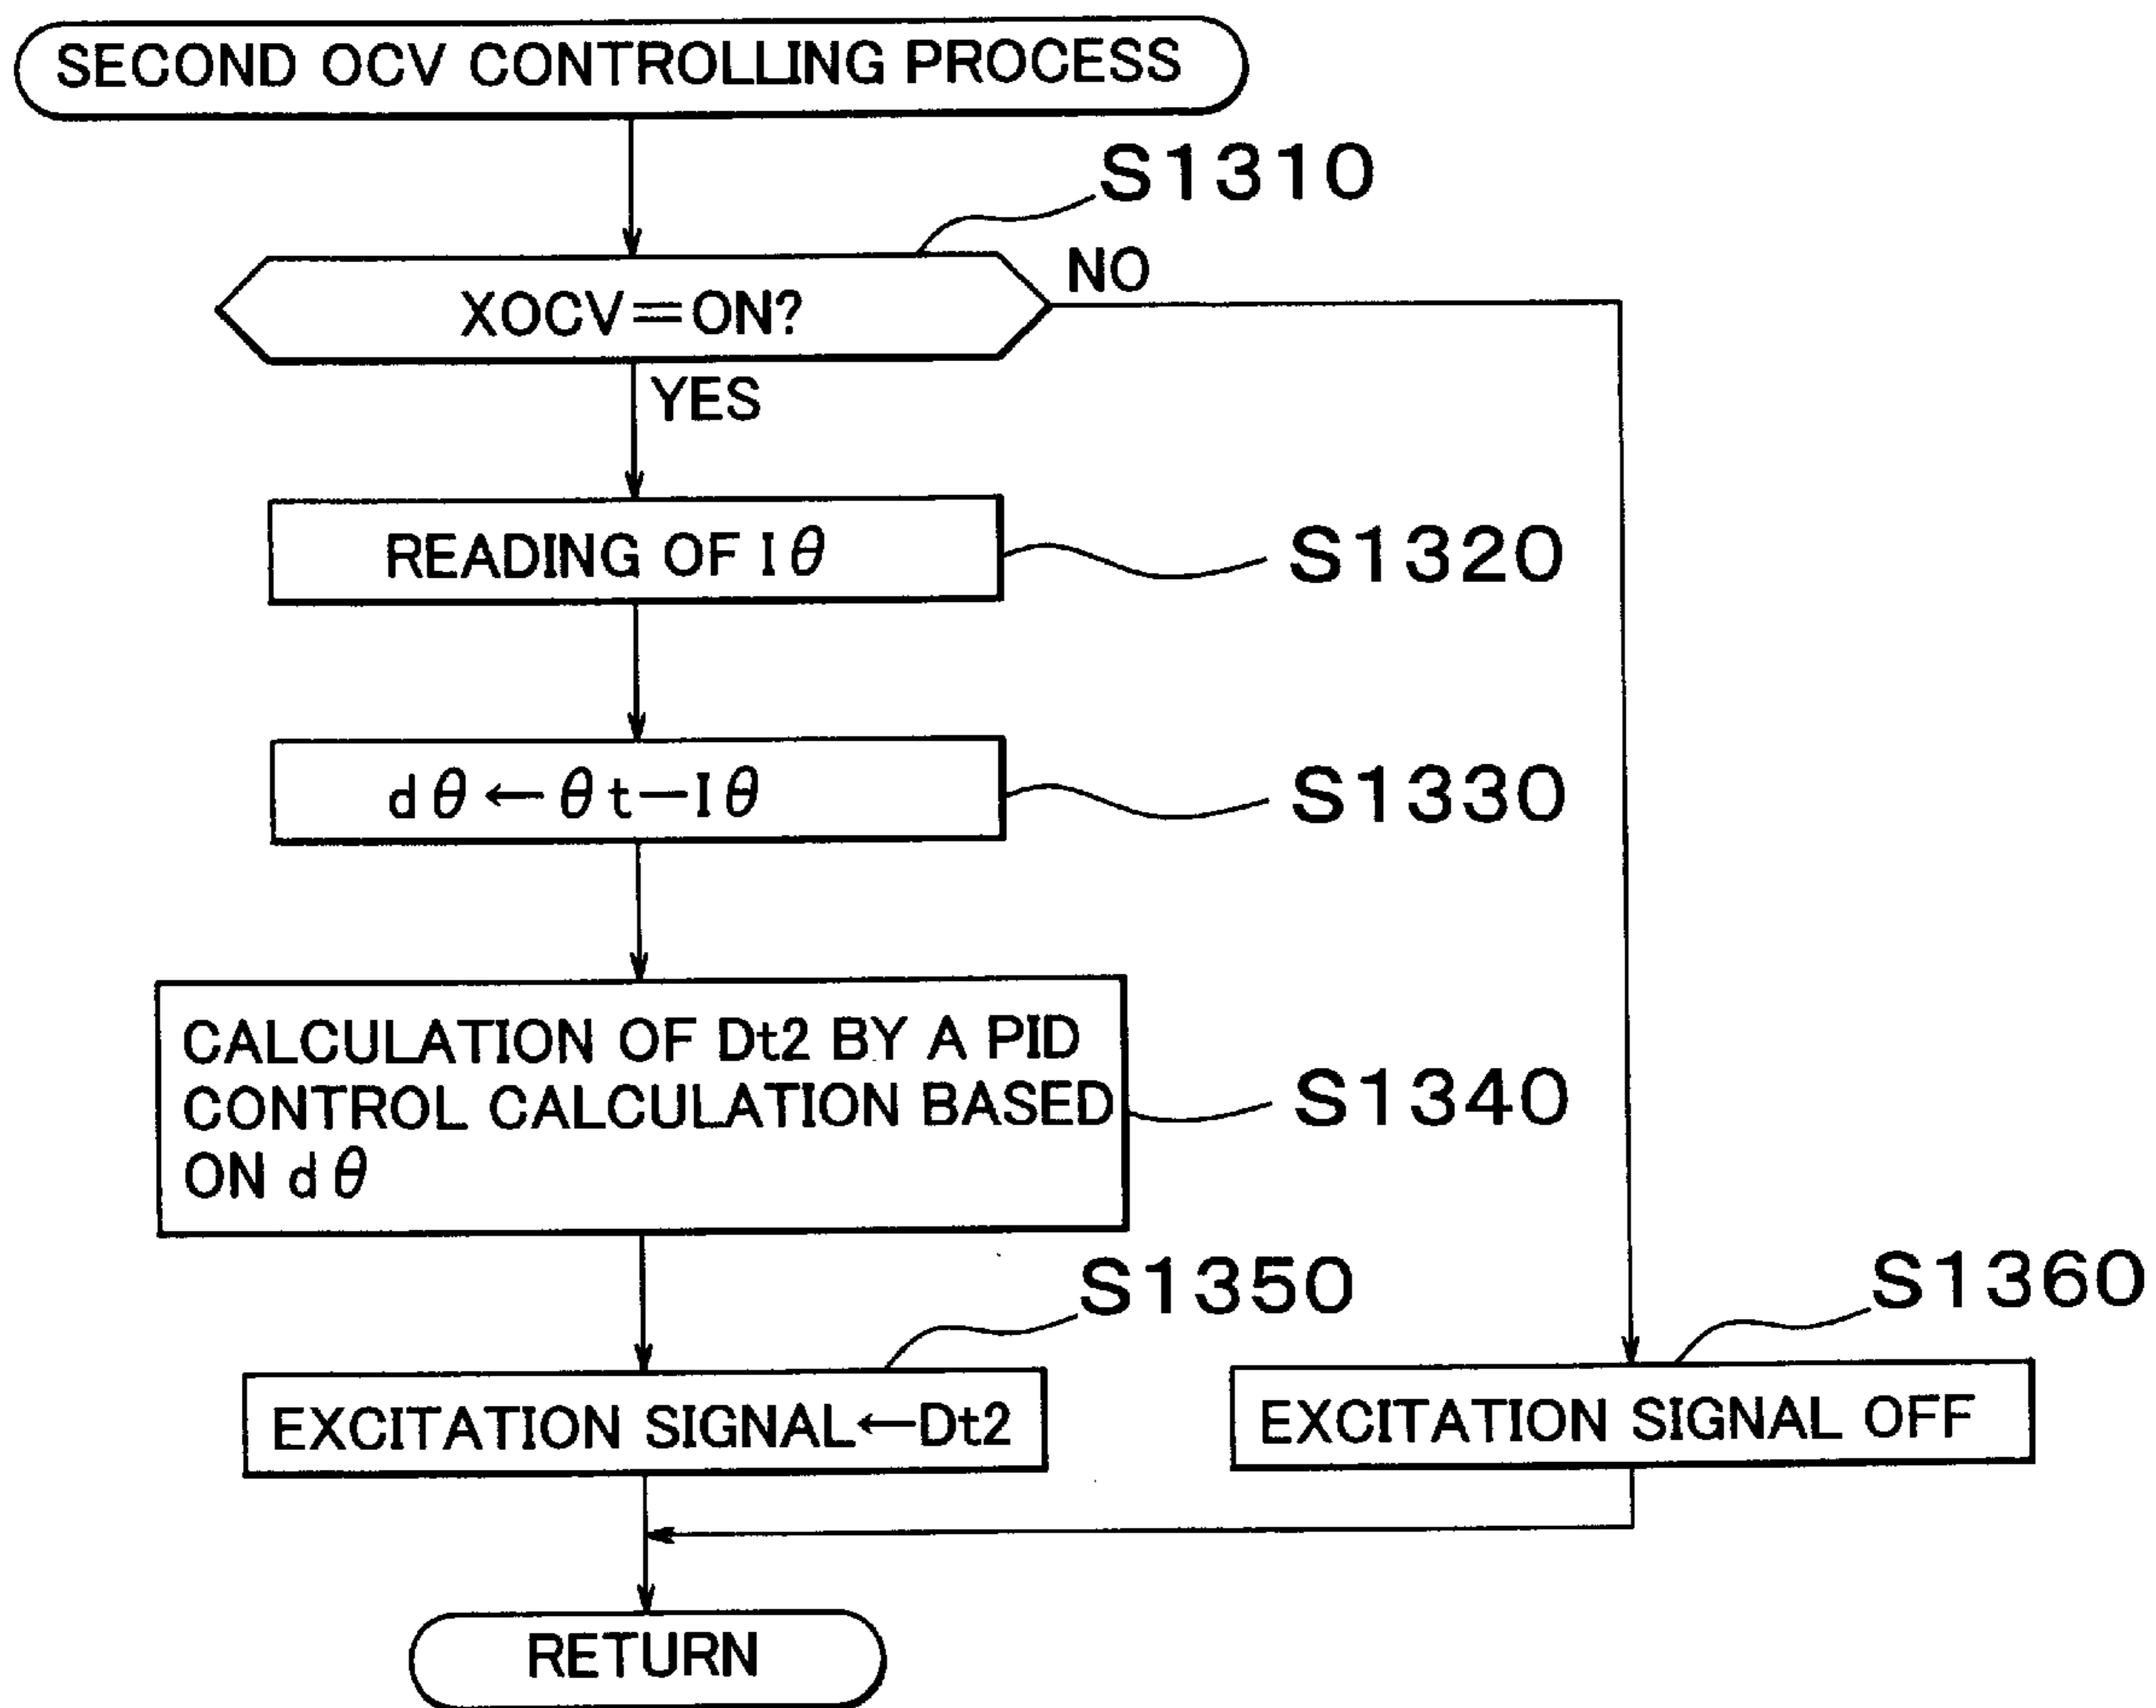 SECOND OCV CONTROLLING PROCESS
S1310
XOCV=ON?
NO
YES
READING OF Iθ
S1320
dθ←θt−Iθ
S1330
CALCULATION OF Dt2 BY A PID
CONTROL CALCULATION BASED
ON dθ
S1340
S1350
EXCITATION SIGNAL←Dt2
S1360
EXCITATION SIGNAL OFF
RETURN